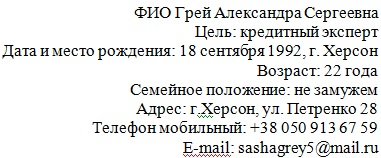 ФИО Грей Александра Сергеевна
Цель: кредитный эксперт
Дата и место рождения: 18 сентября 1992, г. Херсон
Возраст: 22 года
Семейное положение: не замужем
Адрес: г.Херсон, ул. Петренко 28
Телефон мобильный: +38 050 913 67 59
E-mail: sashagrey5@mail.ru